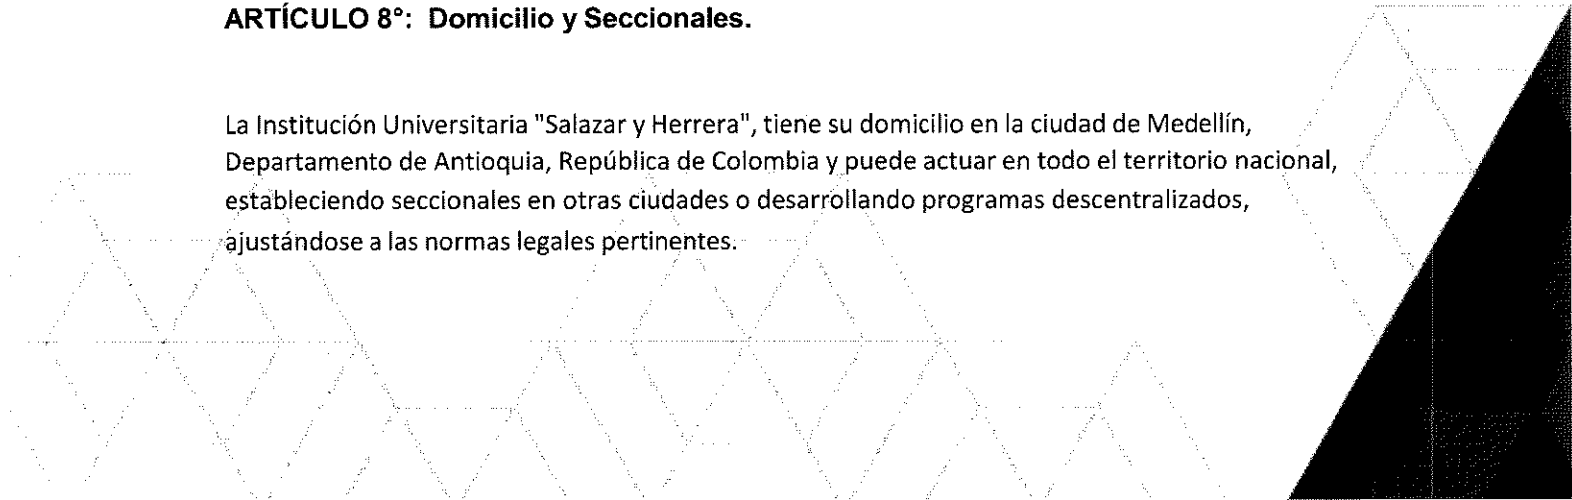 ARTÍCULO 8°: Domicilio y Seccionales.
La Institución Universitaria "Salazar y Herrera", tiene su domicilio en la ciudad de Medellín,
Departamento de Antioquia, República de Colombia y puede actuar en todo el territorio nacional,
estableciendo seccionales en otras ciudades o desarrollando programas descentralizados,
ajustándose a las normas legales pertinentes.